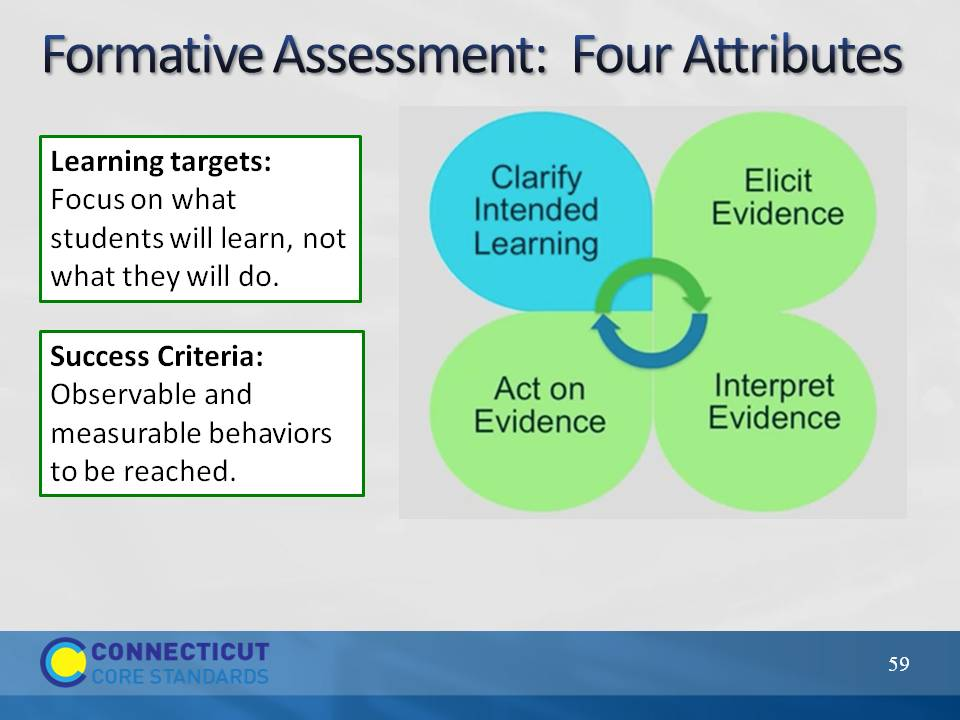 Formative Assessment: Four Attributes
Learning targets:
Focus on what
students will learn, not
what they will do.
Success Criteria:
Observable and
measurable behaviors
to be reached.
Clarify
Intended
Learning
Elicit
Evidence
Act on
Evidence
Interpret
Evidence
CONNECTICUT
CORE STANDARDS
59